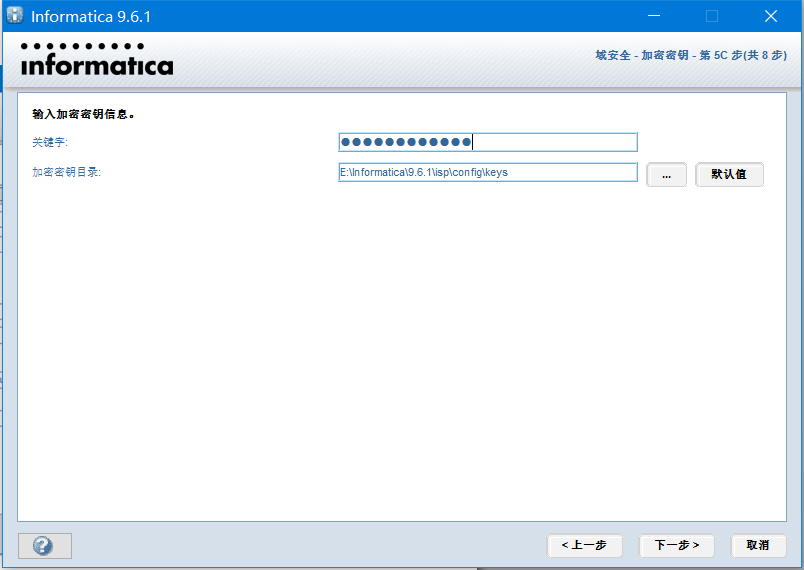 Informatica 9.6.1
informatica
域安全 - 加密密钥 - 第 5C 步(共 8 步)
输入加密密钥信息。
关键字:
加密密钥目录:
E:\Informatica\9.6.1\isp\config\keys
...
默认值
?
< 上一步
下一步 >
取消